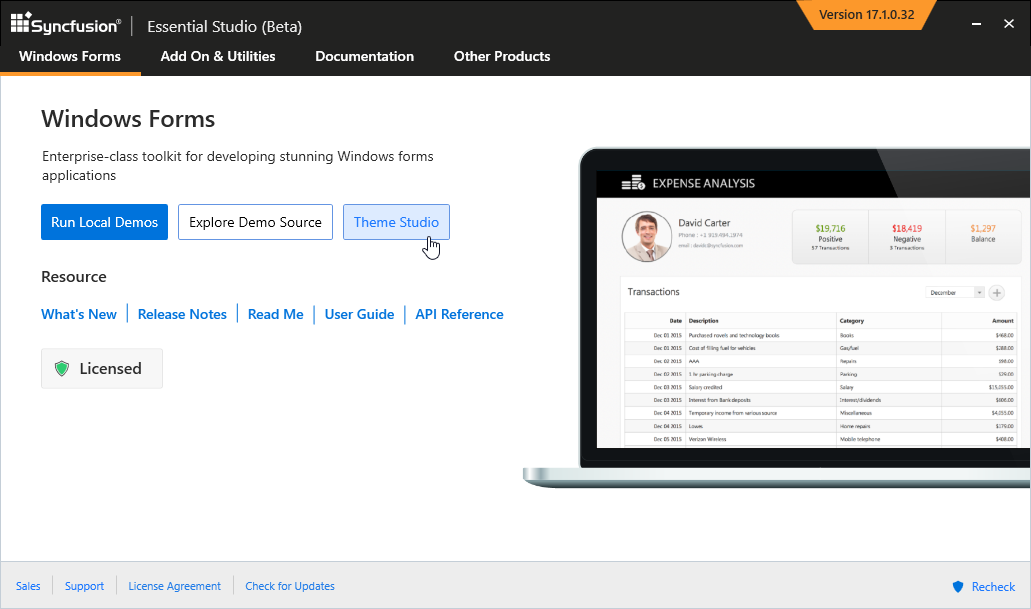 Syncfusion® | Essential Studio (Beta)
Version 17.1.0.32
Windows Forms Add On & Utilities Documentation Other Products
Windows Forms
Enterprise-class toolkit for developing stunning Windows forms
applications
Run Local Demos Explore Demo Source Theme Studio
Resource
What's New | Release Notes | Read Me | User Guide | API Reference
Licensed
EXPENSE ANALYSIS
David Carter
Phone : +1 919.494.1974
email : davidc@syncfusion.com
$19,716 $18,419 $1,297
Positive Negative Balance
57 Transactions 3 Transactions
Transactions
December
Date Description Category Amount
Dec 01 2015 Purchased novels and technology books Books $468.00
Dec 01 2015 Cost of filling fuel for vehicles Gas/fuel $288.00
Dec 02 2015 AAA Repairs $98.00
Dec 02 2015 1 hr parking charge Parking $29.00
Dec 03 2015 Salary credited Salary $15,055.00
Dec 03 2015 Interest from Bank deposits Interest/dividends $806.00
Dec 04 2015 Temporary income from various source Miscellaneous $4,055.00
Dec 04 2015 Lowes Home repairs $179.00
Dec 05 2015 Verizon Wireless Mobile telephone $408.00
Sales | Support | License Agreement | Check for Updates
Recheck